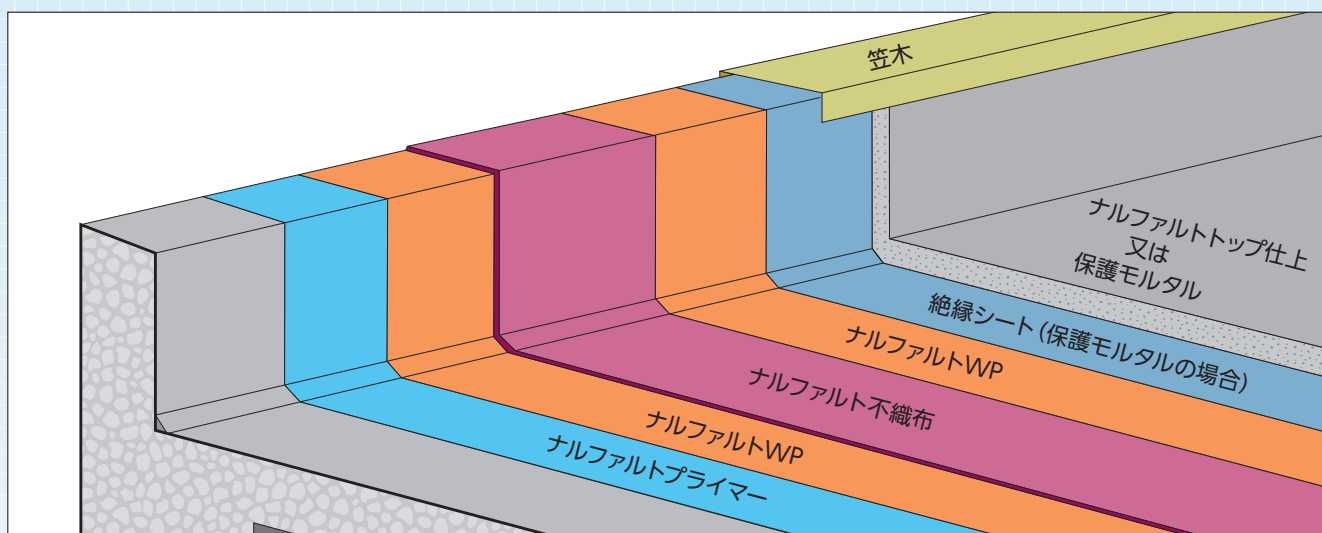 笠木
ナルファルトトップ仕上
又は
保護モルタル
絶縁シート(保護モルタルの場合)
ナルファルトWP
ナルファルト不織布
ナルファルトWP
ナルファルトプライマー